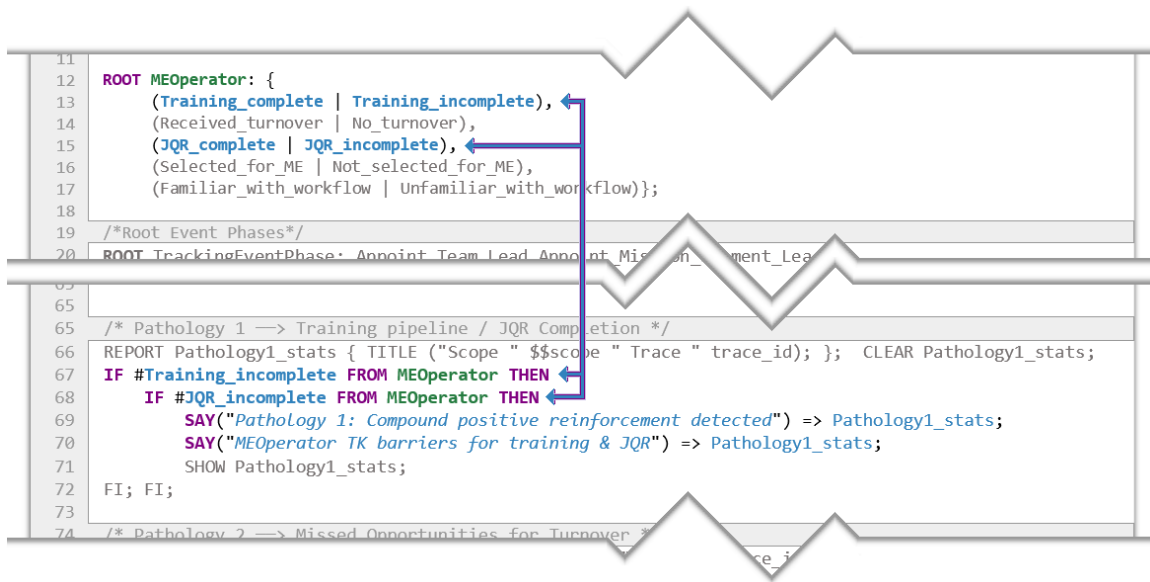 11
12 ROOT MEOperator: {
13 (Training_complete | Training_incomplete),
14 (Received_turnover | No_turnover),
15 (JQR_complete | JQR_incomplete),
16 (Selected_for_ME | Not_selected_for_ME),
17 (Familiar_with_workflow | Unfamiliar_with_workflow)};
18
19 /*Root Event Phases*/
20 ROOT TrackingEventPhase: Appoint_Team_Lead
65
65 /* Pathology 1 —> Training pipeline / JQR Completion */
66 REPORT Pathology1_stats { TITLE ("Scope " $$scope " Trace " trace_id); }; CLEAR Pathology1_stats;
67 IF #Training_incomplete FROM MEOperator THEN
68 IF #JQR_incomplete FROM MEOperator THEN
69 SAY("Pathology 1: Compound positive reinforcement detected") => Pathology1_stats;
70 SAY("MEOperator TK barriers for training & JQR") => Pathology1_stats;
71 SHOW Pathology1_stats;
72 FI; FI;
73
74 /* Pathology 2 —> Missed Opportunities for Turnover